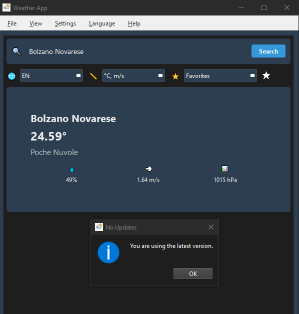 Weather App
File View Settings Language Help
Bolzano Novarese Search
EN °C, m/s Favorites
Bolzano Novarese
24.59°
Poche Nuvole
49% 1.64 m/s 1015 hPa
No Updates
You are using the latest version.
OK